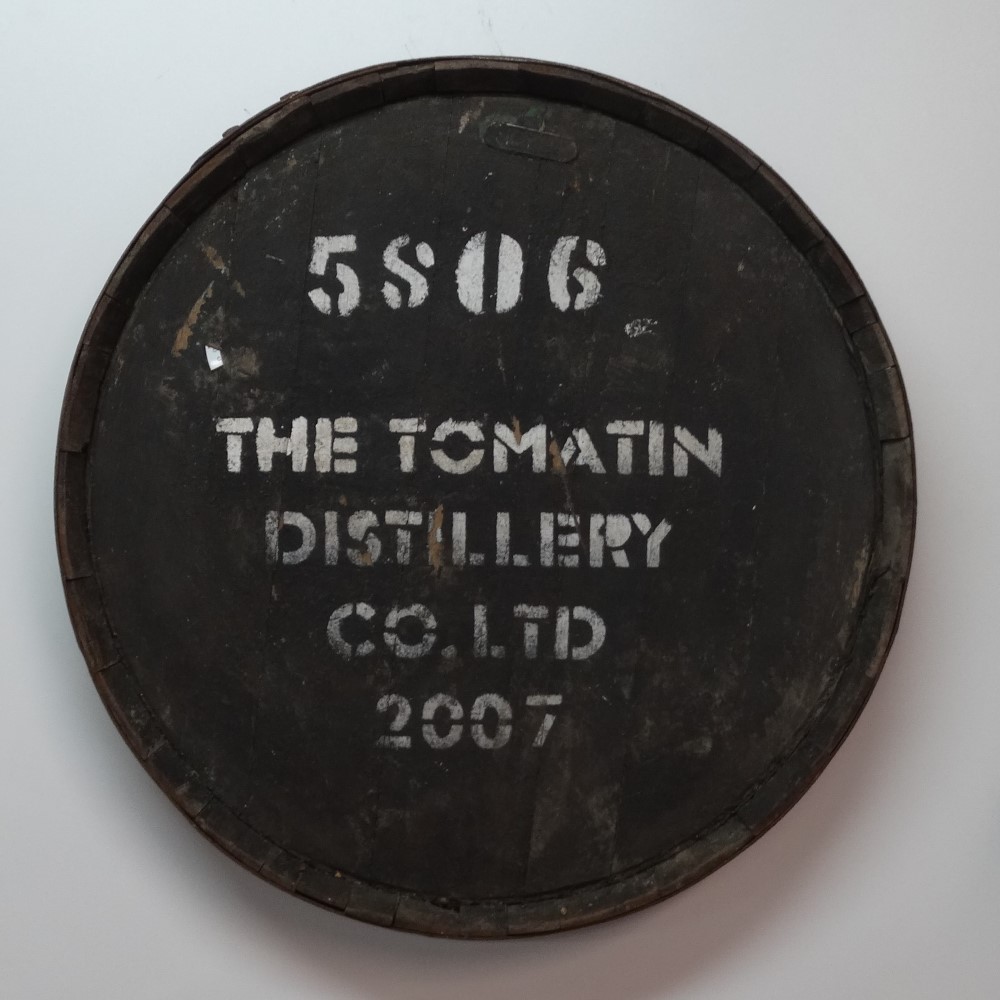 5806
THE TOMATIN
DISTILLERY
CO.LTD
2007